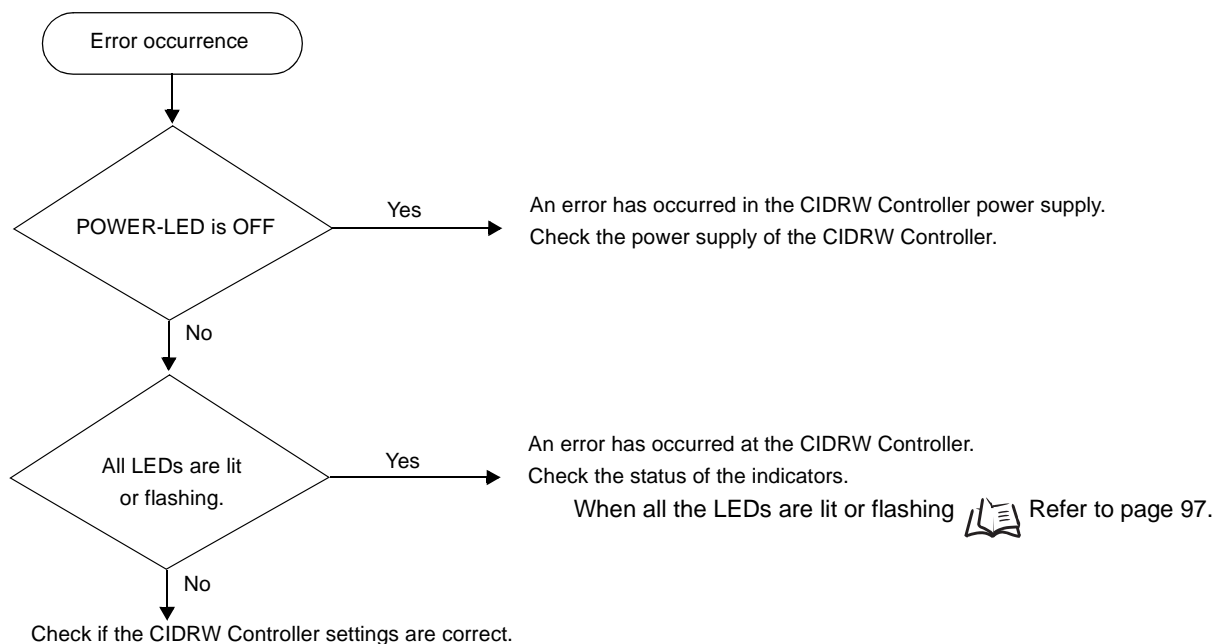 Error occurrence
POWER-LED is OFF
Yes
An error has occurred in the CIDRW Controller power supply.
Check the power supply of the CIDRW Controller.
No
All LEDs are lit
or flashing.
Yes
An error has occurred at the CIDRW Controller.
Check the status of the indicators.
When all the LEDs are lit or flashing Refer to page 97.
No
Check if the CIDRW Controller settings are correct.